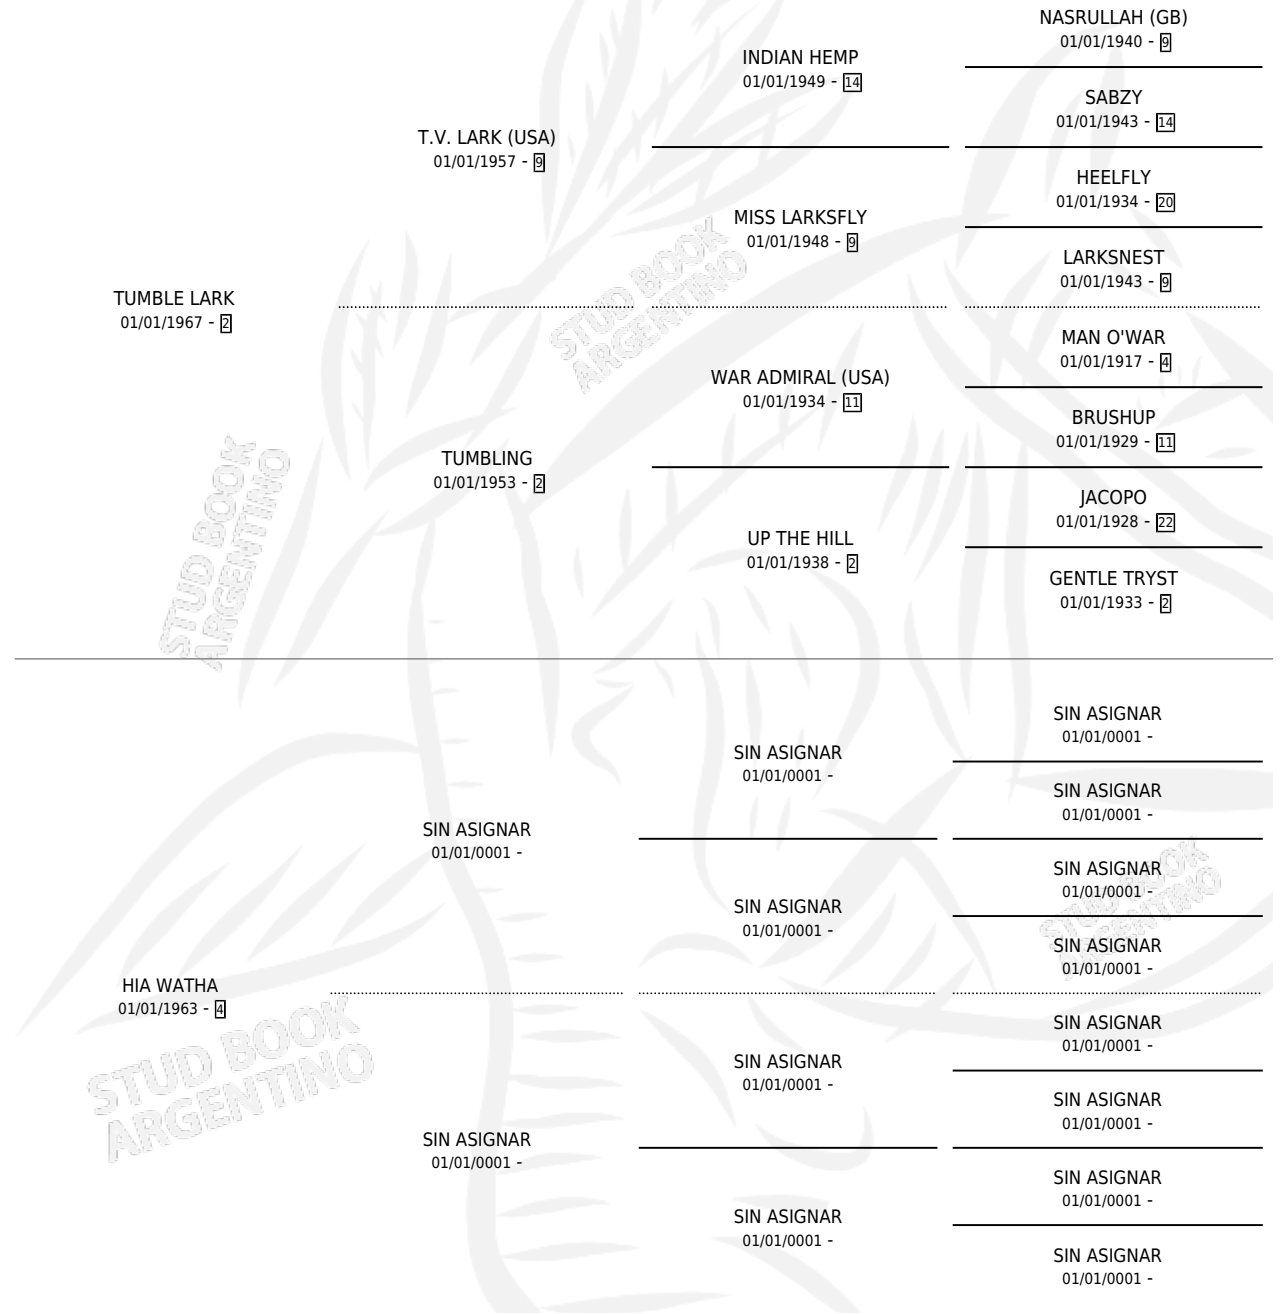 NASRULLAH (GB)
01/01/1940 - 9
INDIAN HEMP
01/01/1949 - 14
SABZY
01/01/1943 - 14
T.V. LARK (USA)
01/01/1957 - 9
HEELFLY
01/01/1934 - 20
MISS LARKSFLY
01/01/1948 - 9
LARKSNEST
01/01/1943 - 9
TUMBLE LARK
01/01/1967 - 2
MAN O'WAR
01/01/1917 - 4
WAR ADMIRAL (USA)
01/01/1934 - 11
BRUSHUP
01/01/1929 - 11
TUMBLING
01/01/1953 - 2
JACOPO
01/01/1928 - 22
UP THE HILL
01/01/1938 - 2
GENTLE TRYST
01/01/1933 - 2
STUD BOOK
ARGENTINO
STUD BOOK
ARGENTINO
SIN ASIGNAR
01/01/0001 -
SIN ASIGNAR
01/01/0001 -
SIN ASIGNAR
01/01/0001 -
SIN ASIGNAR
01/01/0001 -
SIN ASIGNAR
01/01/0001 -
SIN ASIGNAR
01/01/0001 -
SIN ASIGNAR
01/01/0001 -
STUD BOOK
ARGENTINO
HIA WATHA
01/01/1963 - 4
SIN ASIGNAR
01/01/0001 -
SIN ASIGNAR
01/01/0001 -
SIN ASIGNAR
01/01/0001 -
SIN ASIGNAR
01/01/0001 -
SIN ASIGNAR
01/01/0001 -
SIN ASIGNAR
01/01/0001 -
SIN ASIGNAR
01/01/0001 -
STUD BOOK
ARGENTINO